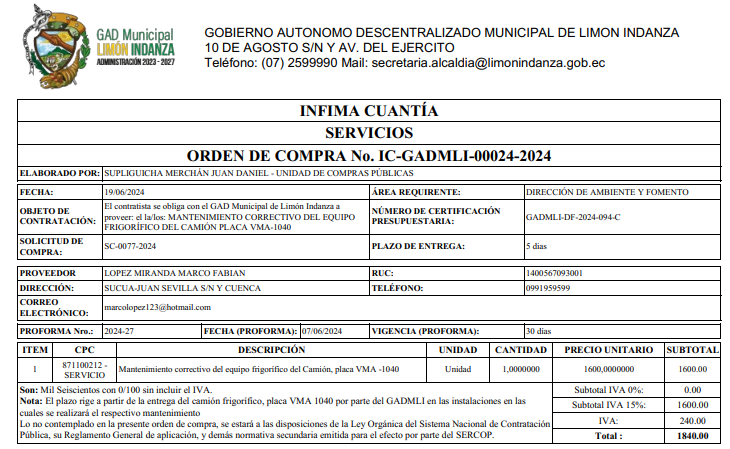 GAD Municipal
LIMÓN INDANZA
ADMINISTRACIÓN 2023 - 2027
GOBIERNO AUTONOMO DESCENTRALIZADO MUNICIPAL DE LIMON INDANZA
10 DE AGOSTO S/N Y AV. DEL EJERCITO
Teléfono: (07) 2599990 Mail: secretaria.alcaldia@limonindanza.gob.ec
INFIMA CUANTÍA
SERVICIOS
ORDEN DE COMPRA No. IC-GADMLI-00024-2024
ELABORADO POR: SUPLIGUICHA MERCHÁN JUAN DANIEL - UNIDAD DE COMPRAS PÚBLICAS
FECHA: 19/06/2024 ÁREA REQUIRENTE: DIRECCIÓN DE AMBIENTE Y FOMENTO
OBJETO DE CONTRATACIÓN: El contratista se obliga con el GAD Municipal de Limón Indanza a
proveer: el la/los: MANTENIMIENTO CORRECTIVO DEL EQUIPO
FRIGORÍFICO DEL CAMIÓN PLACA VMA-1040
NÚMERO DE CERTIFICACIÓN PRESUPUESTARIA: GADMLI-DF-2024-094-C
SOLICITUD DE COMPRA: SC-0077-2024 PLAZO DE ENTREGA: 5 dias
PROVEEDOR LOPEZ MIRANDA MARCO FABIAN RUC: 1400567093001
DIRECCIÓN: SUCUA-JUAN SEVILLA S/N Y CUENCA TELÉFONO: 0991959599
CORREO ELECTRÓNICO: marcolopez123@hotmail.com
PROFORMA Nro.: 2024-27 FECHA (PROFORMA): 07/06/2024 VIGENCIA (PROFORMA): 30 días
ITEM CPC DESCRIPCIÓN UNIDAD CANTIDAD PRECIO UNITARIO SUBTOTAL
1 871100212 - SERVICIO Mantenimiento correctivo del equipo frigorífico del Camión, placa VMA -1040 Unidad 1,0000000 1600,0000000 1600.00
Son: Mil Seiscientos con 0/100 sin incluir el IVA.
Nota: El plazo rige a partir de la entrega del camión frigorífico, placa VMA 1040 por parte del GADMLI en las instalaciones en las
cuales se realizará el respectivo mantenimiento
Lo no contemplado en la presente orden de compra, se estará a las disposiciones de la Ley Orgánica del Sistema Nacional de Contratación
Pública, su Reglamento General de aplicación, y demás normativa secundaria emitida para el efecto por parte del SERCOP.
Subtotal IVA 0%: 0.00
Subtotal IVA 15%: 1600.00
IVA: 240.00
Total : 1840.00